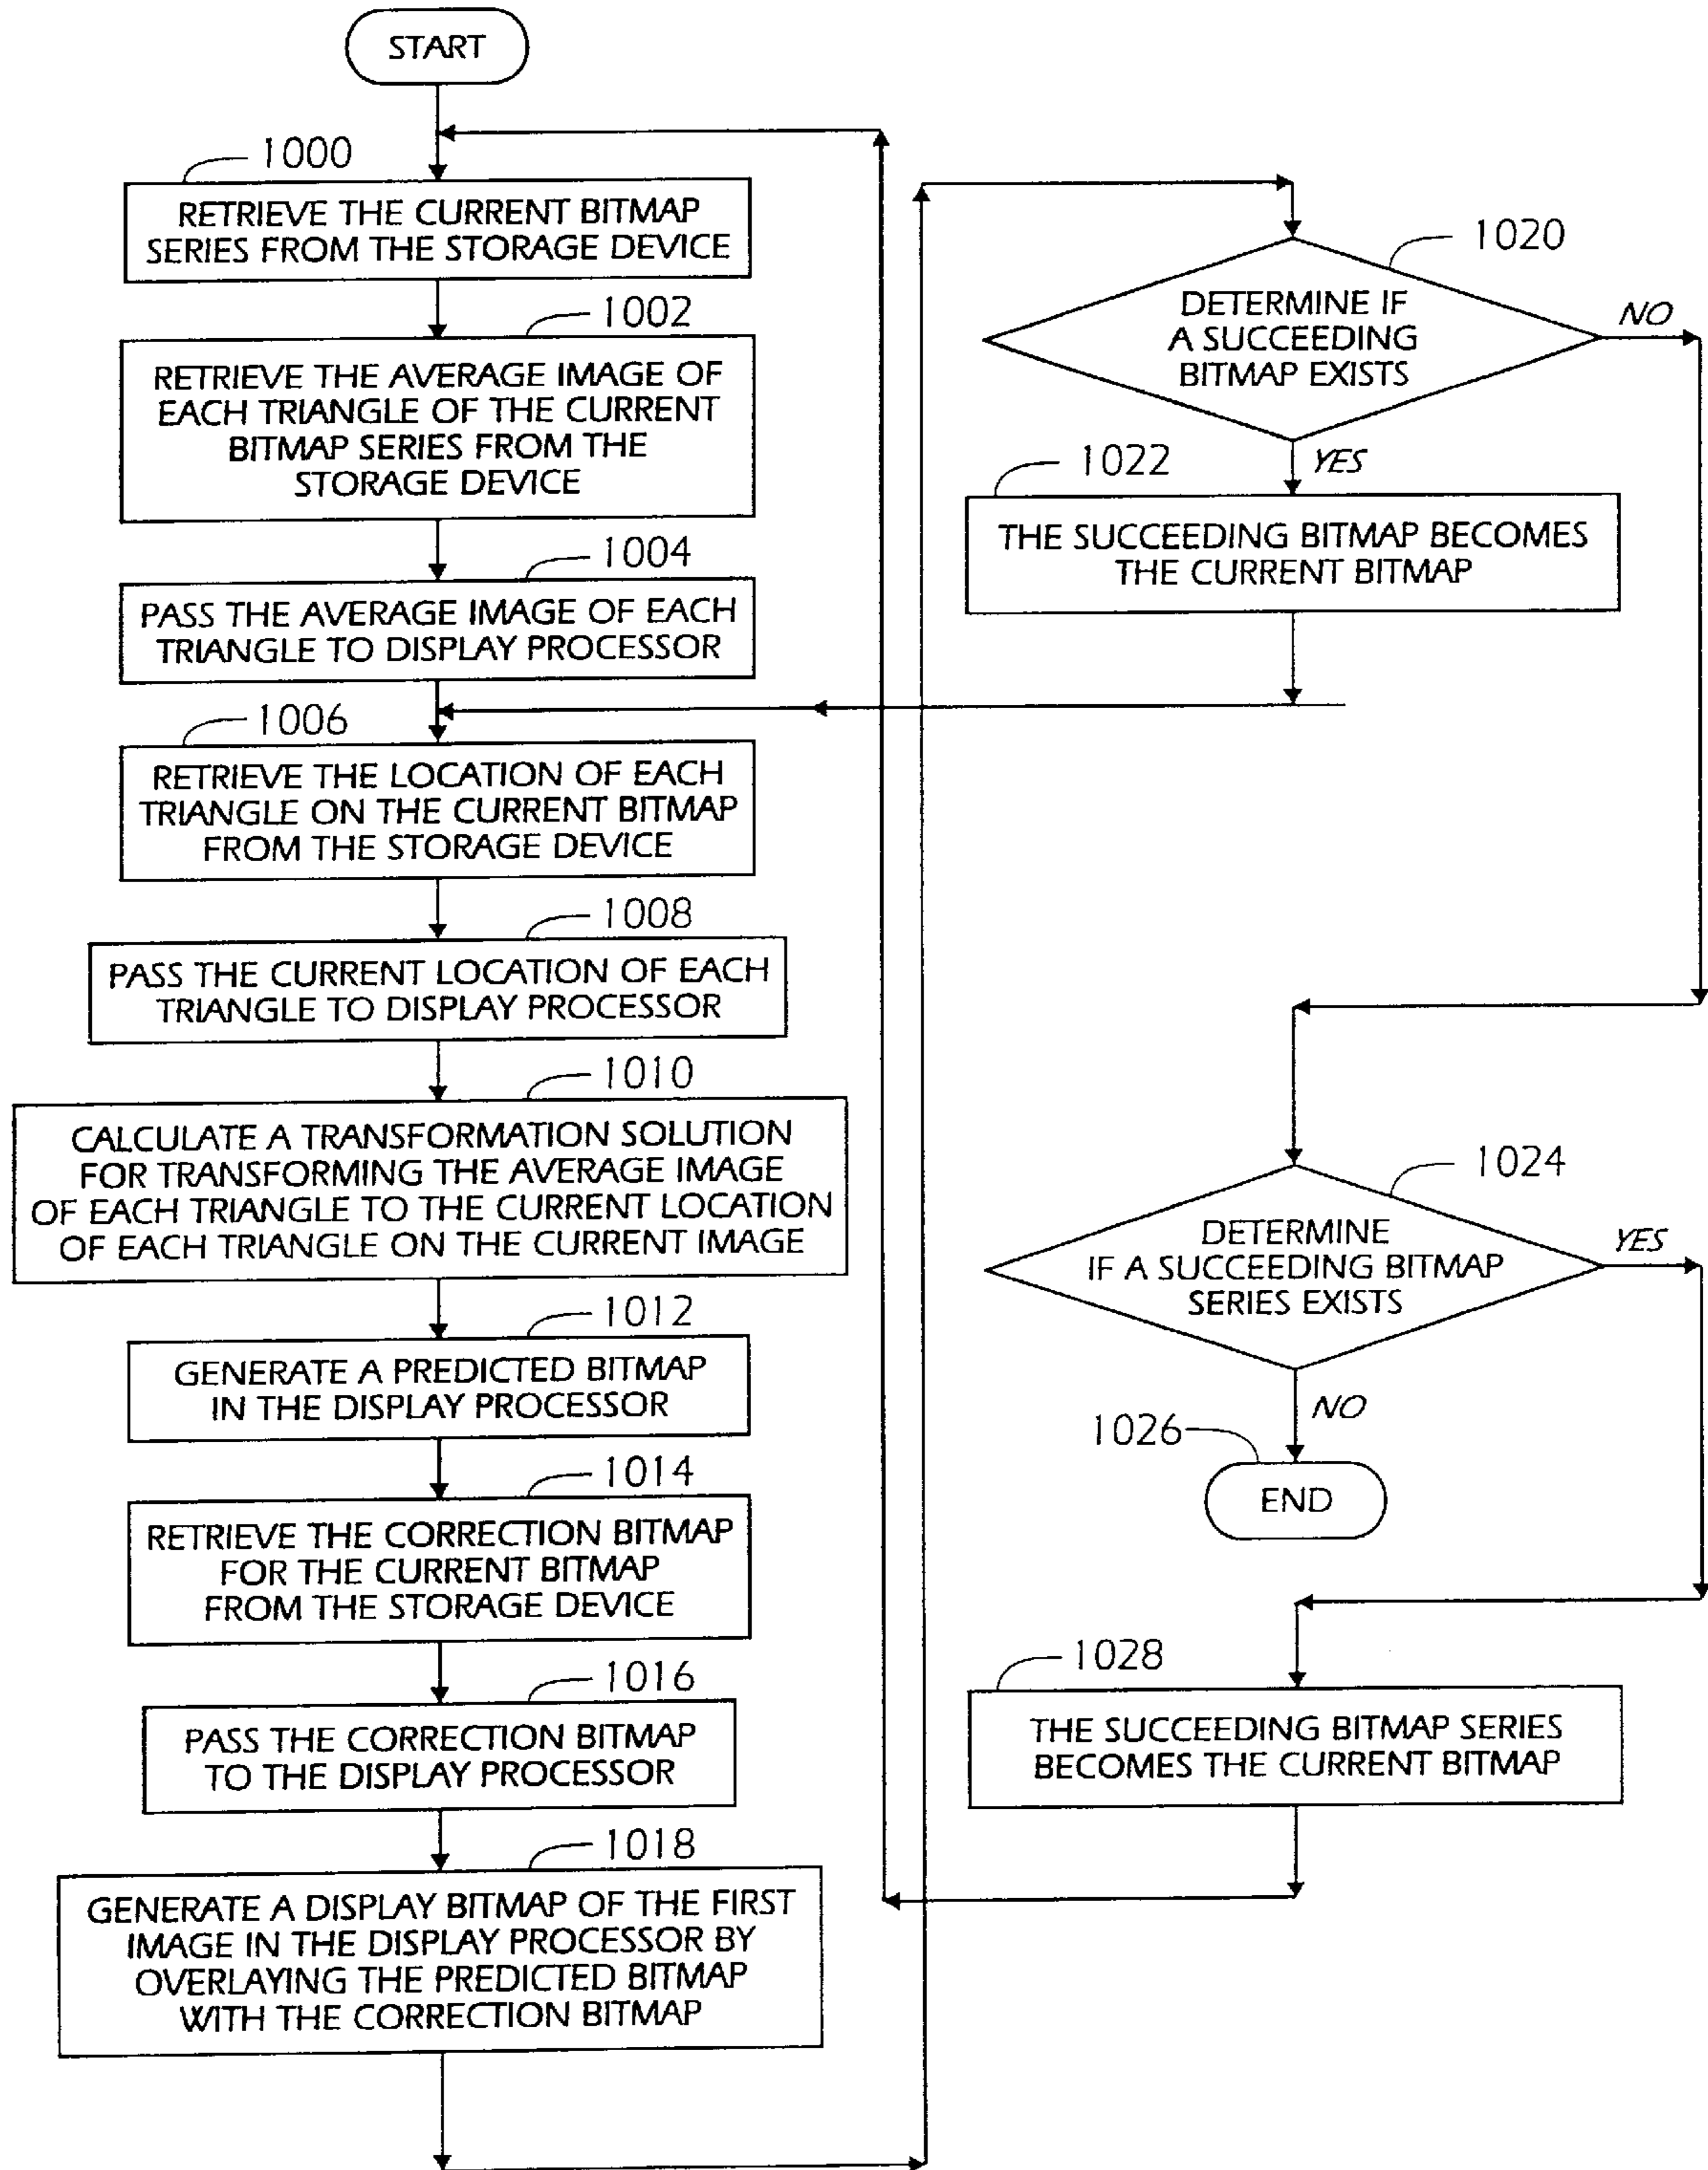 START
1000
RETRIEVE THE CURRENT BITMAP
SERIES FROM THE STORAGE DEVICE
1002
RETRIEVE THE AVERAGE IMAGE OF
EACH TRIANGLE OF THE CURRENT
BITMAP SERIES FROM THE
STORAGE DEVICE
1004
PASS THE AVERAGE IMAGE OF EACH
TRIANGLE TO DISPLAY PROCESSOR
1006
RETRIEVE THE LOCATION OF EACH
TRIANGLE ON THE CURRENT BITMAP
FROM THE STORAGE DEVICE
1008
PASS THE CURRENT LOCATION OF EACH
TRIANGLE TO DISPLAY PROCESSOR
1010
CALCULATE A TRANSFORMATION SOLUTION
FOR TRANSFORMING THE AVERAGE IMAGE
OF EACH TRIANGLE TO THE CURRENT LOCATION
OF EACH TRIANGLE ON THE CURRENT IMAGE
1012
GENERATE A PREDICTED BITMAP
IN THE DISPLAY PROCESSOR
1014
RETRIEVE THE CORRECTION BITMAP
FOR THE CURRENT BITMAP
FROM THE STORAGE DEVICE
1016
PASS THE CORRECTION BITMAP
TO THE DISPLAY PROCESSOR
1018
GENERATE A DISPLAY BITMAP OF THE FIRST
IMAGE IN THE DISPLAY PROCESSOR BY
OVERLAYING THE PREDICTED BITMAP
WITH THE CORRECTION BITMAP
1020
DETERMINE IF
A SUCCEEDING
BITMAP EXISTS
NO
YES
1022
THE SUCCEEDING BITMAP BECOMES
THE CURRENT BITMAP
1024
DETERMINE
IF A SUCCEEDING BITMAP
SERIES EXISTS
YES
NO
1026
END
1028
THE SUCCEEDING BITMAP SERIES
BECOMES THE CURRENT BITMAP